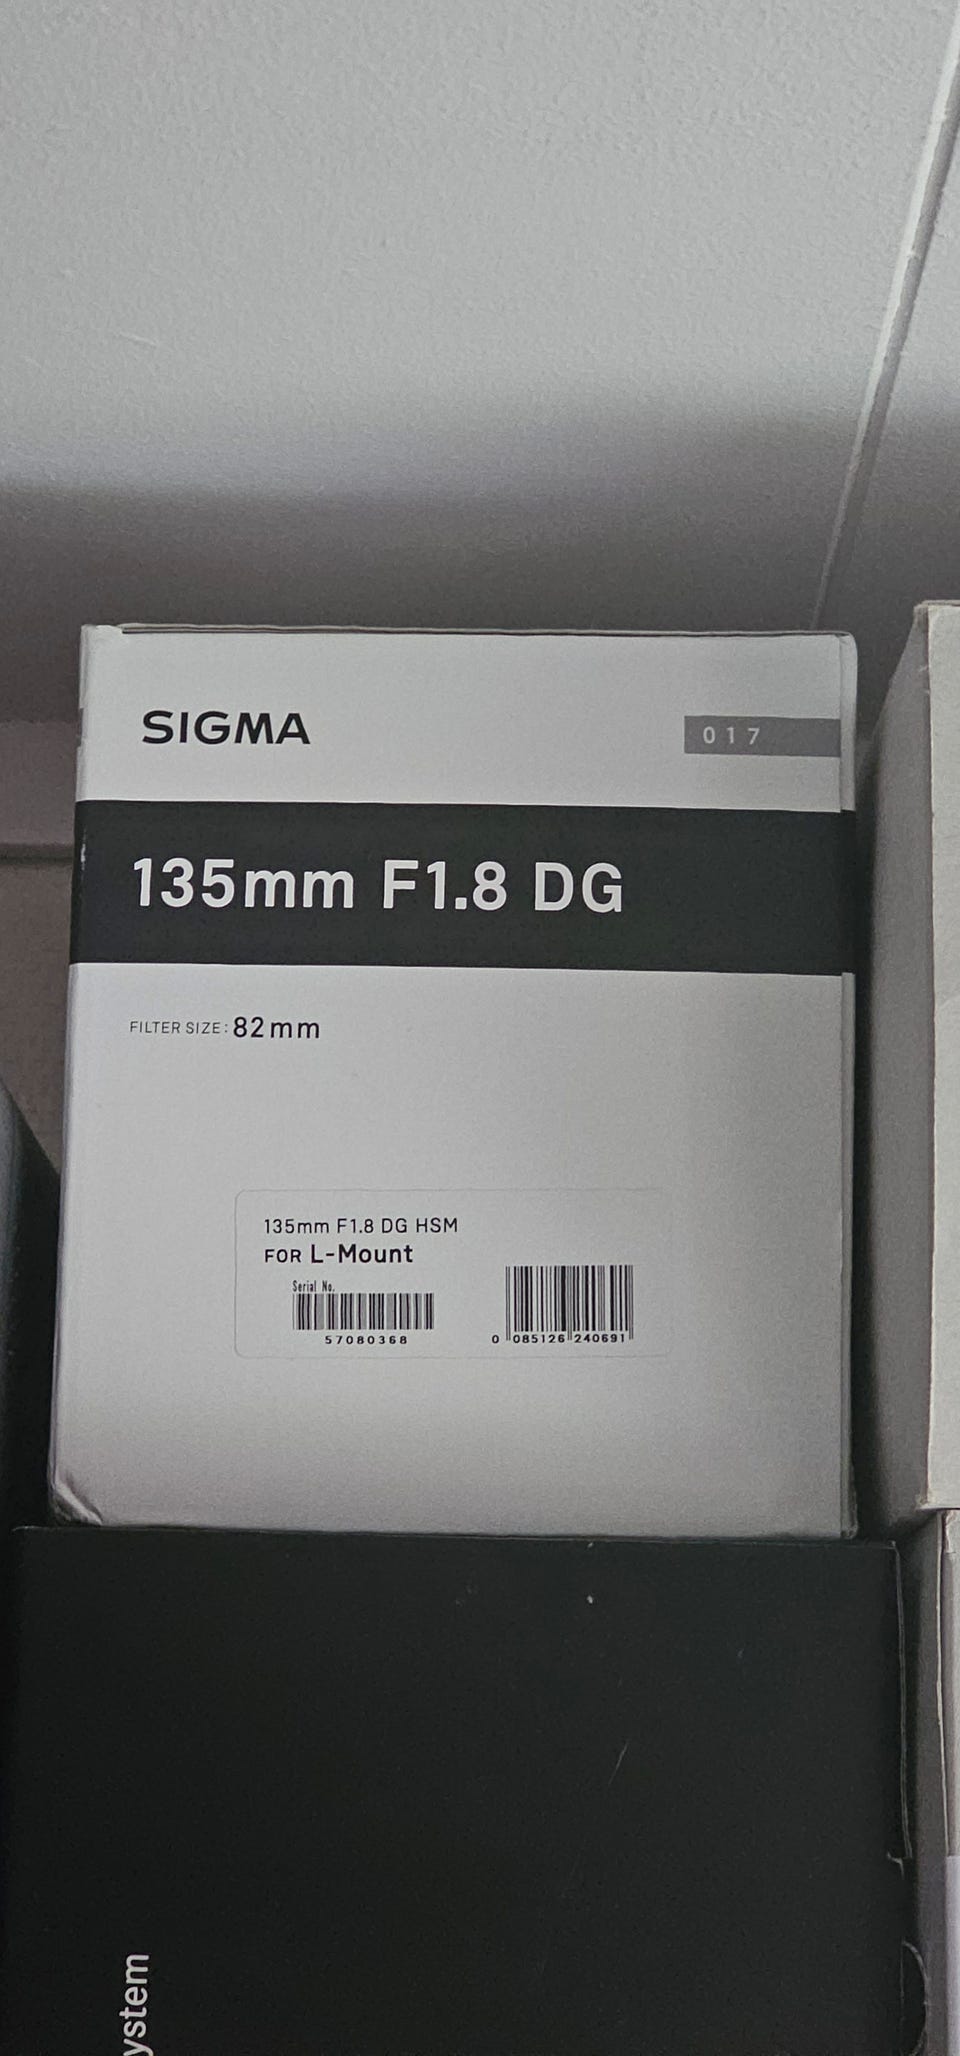 SIGMA
017
135mm F1.8 DG
FILTER SIZE: 82mm
135mm F1.8 DG HSM
FOR L-Mount
Serial No.
57080368
0 085126 240691
ystem